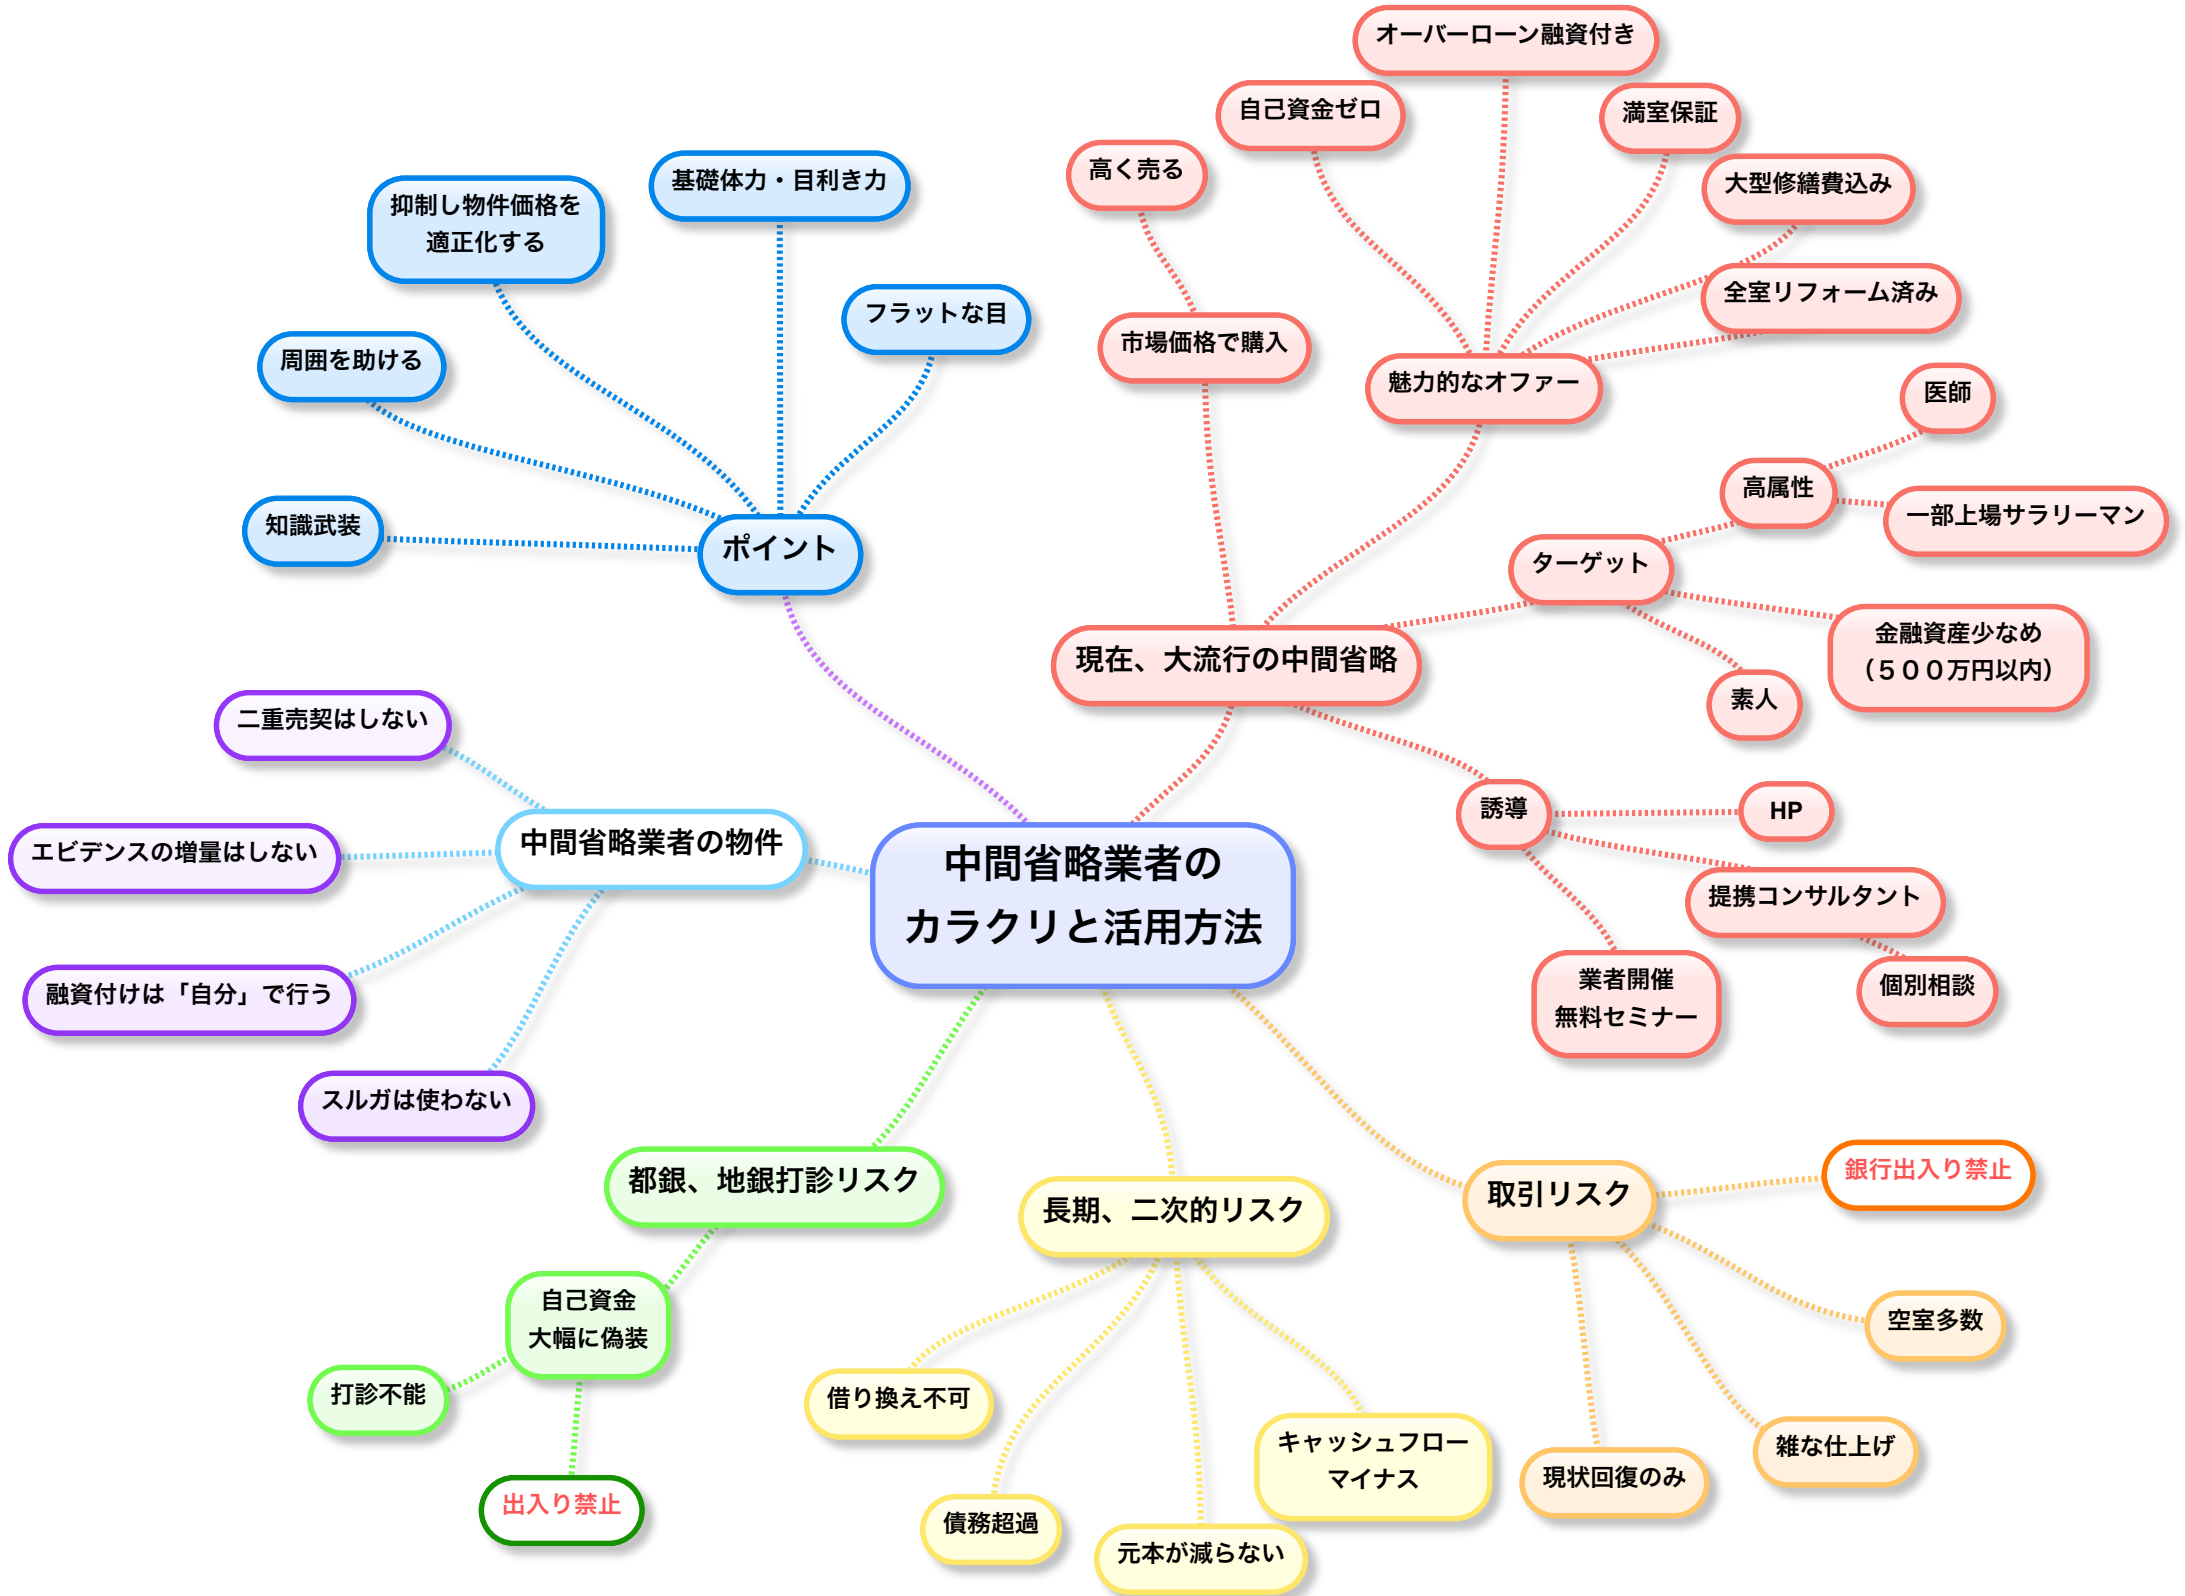 中間省略業者の
カラクリと活用方法
現在、大流行の中間省略
市場価格で購入
高く売る
魅力的なオファー
自己資金ゼロ
オーバーローン融資付き
満室保証
大型修繕費込み
全室リフォーム済み
ターゲット
高属性
医師
一部上場サラリーマン
金融資産少なめ
（５００万円以内）
素人
誘導
HP
提携コンサルタント
個別相談
業者開催
無料セミナー
取引リスク
銀行出入り禁止
空室多数
雑な仕上げ
現状回復のみ
長期、二次的リスク
キャッシュフロー
マイナス
元本が減らない
債務超過
借り換え不可
都銀、地銀打診リスク
自己資金
大幅に偽装
打診不能
出入り禁止
中間省略業者の物件
二重売契はしない
エビデンスの増量はしない
融資付けは「自分」で行う
スルガは使わない
ポイント
知識武装
周囲を助ける
抑制し物件価格を
適正化する
基礎体力・目利き力
フラットな目